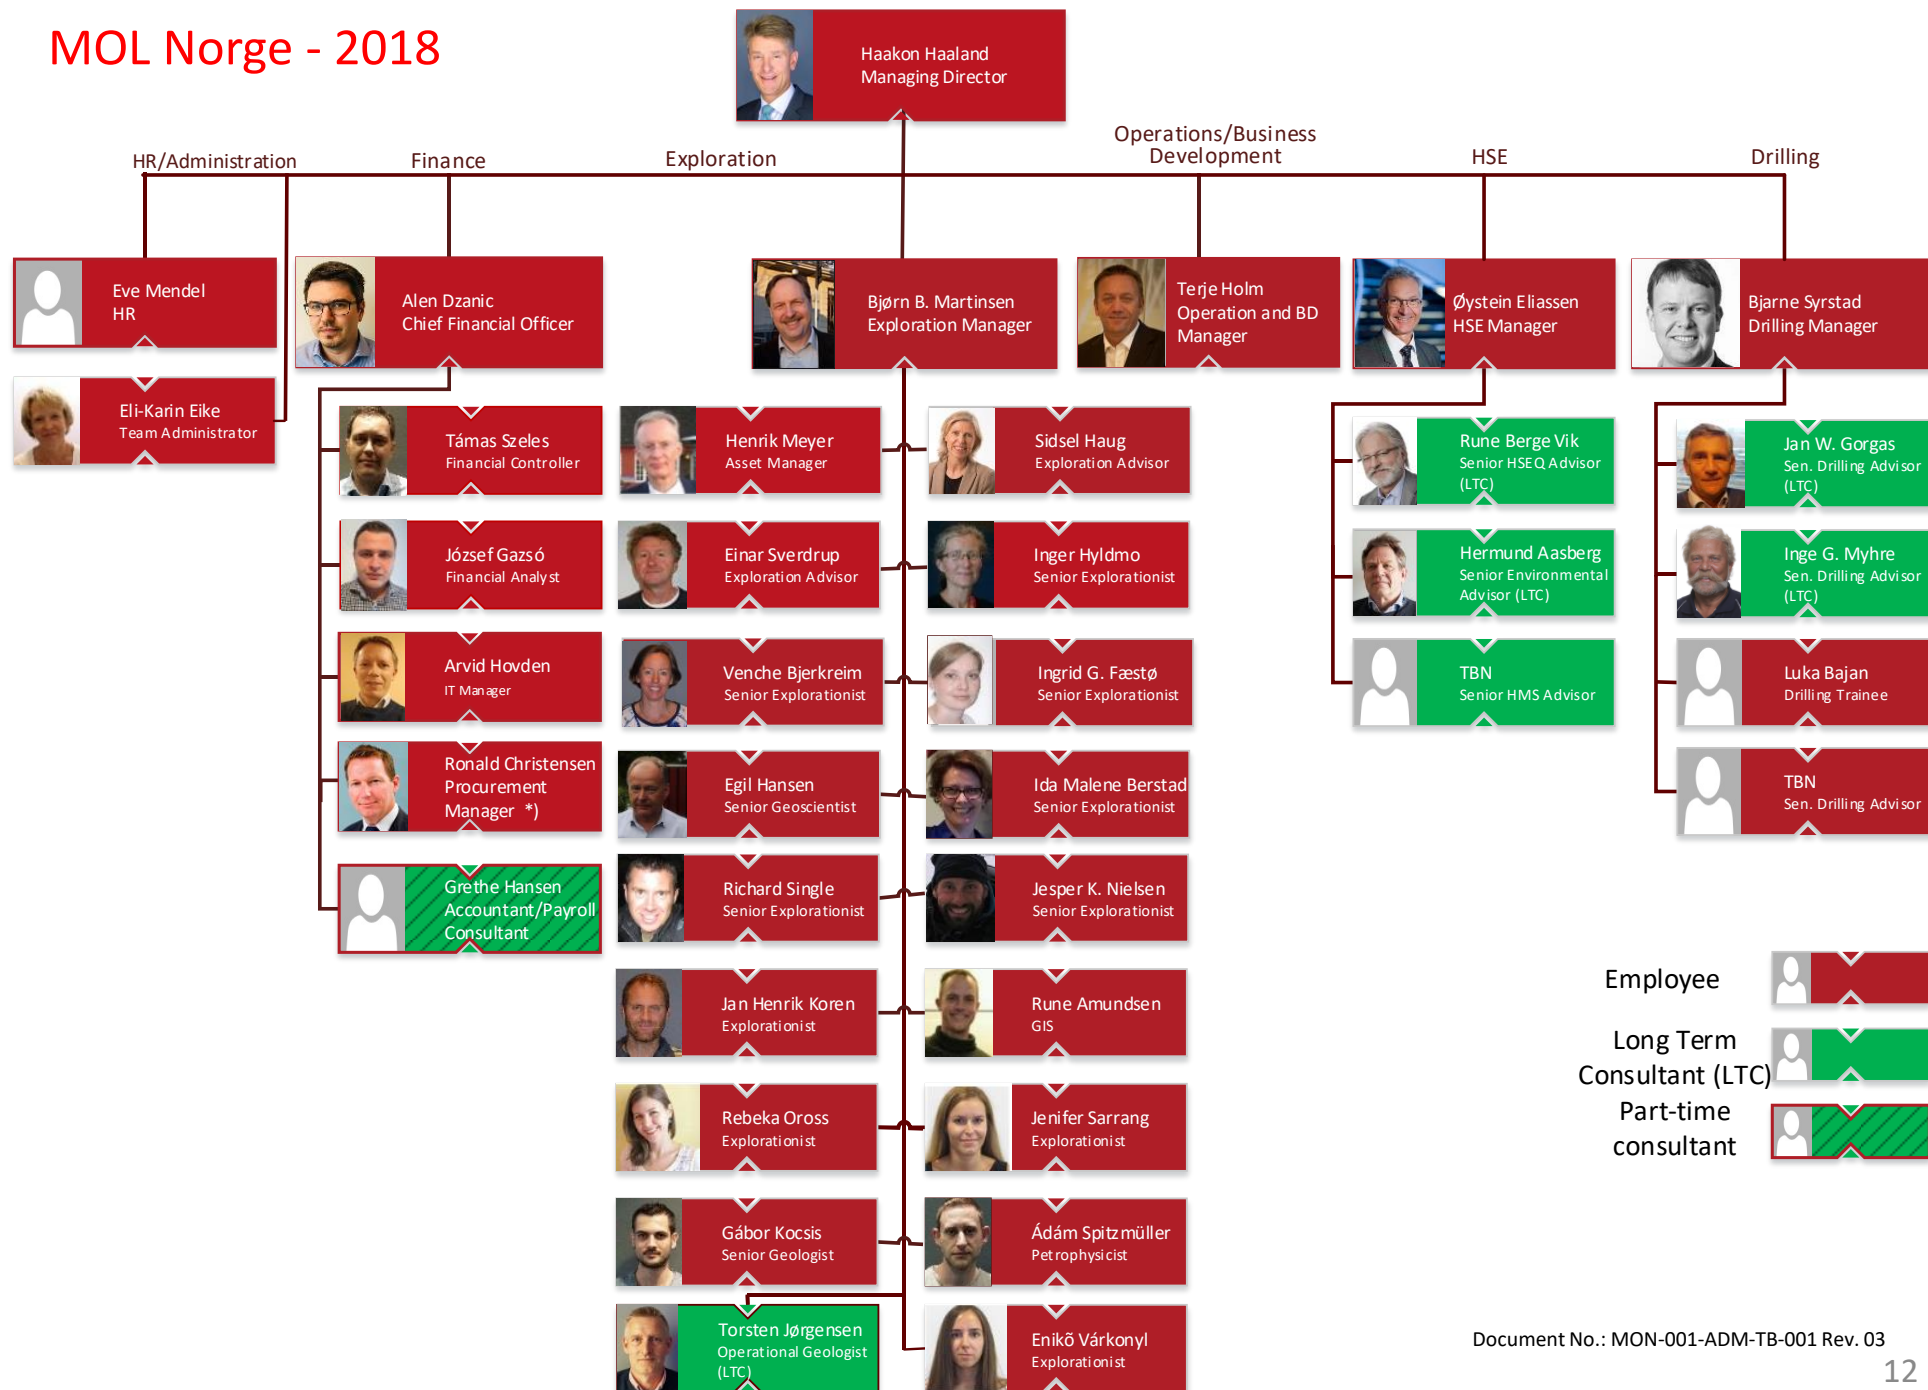 MOL Norge - 2018
Haakon Haaland
Managing Director
HR/Administration
Finance
Exploration
Operations/Business
Development
HSE
Drilling
Eve Mendel
HR
Eli-Karin Eike
Team Administrator
Alen Dzanic
Chief Financial Officer
Bjørn B. Martinsen
Exploration Manager
Terje Holm
Operation and BD
Manager
Øystein Eliassen
HSE Manager
Bjarne Syrstad
Drilling Manager
Támas Szeles
Financial Controller
József Gazsó
Financial Analyst
Arvid Hovden
IT Manager
Ronald Christensen
Procurement
Manager *)
Grethe Hansen
Accountant/Payroll
Consultant
Henrik Meyer
Asset Manager
Sidsel Haug
Exploration Advisor
Einar Sverdrup
Exploration Advisor
Inger Hyldmo
Senior Explorationist
Venche Bjerkreim
Senior Explorationist
Ingrid G. Fæstø
Senior Explorationist
Egil Hansen
Senior Geoscientist
Ida Malene Berstad
Senior Explorationist
Richard Single
Senior Explorationist
Jesper K. Nielsen
Senior Explorationist
Jan Henrik Koren
Explorationist
Rune Amundsen
GIS
Rebeka Oross
Explorationist
Jenifer Sarrang
Explorationist
Gábor Kocsis
Senior Geologist
Ádám Spitzmüller
Petrophysicist
Torsten Jørgensen
Operational Geologist
(LTC)
Enikõ Várkonyl
Explorationist
Rune Berge Vik
Senior HSEQ Advisor
(LTC)
Hermund Aasberg
Senior Environmental
Advisor (LTC)
TBN
Senior HMS Advisor
Jan W. Gorgas
Sen. Drilling Advisor
(LTC)
Inge G. Myhre
Sen. Drilling Advisor
(LTC)
Luka Bajan
Drilling Trainee
TBN
Sen. Drilling Advisor
Employee
Long Term
Consultant (LTC)
Part-time
consultant
Document No.: MON-001-ADM-TB-001 Rev. 03
12